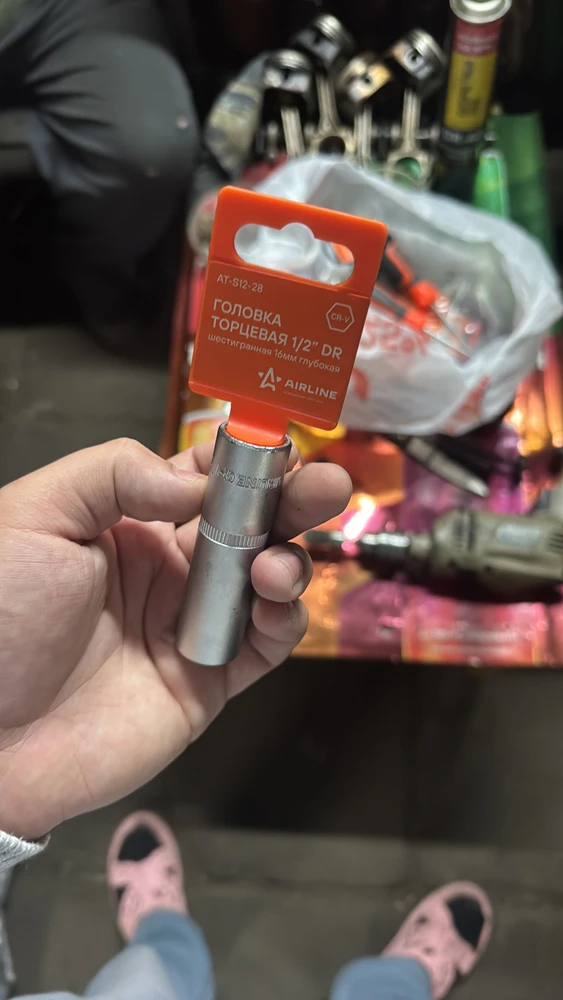 AT-S12-28
ГОЛОВКА
ТОРЦЕВАЯ 1/2" DR
CR-V
шестигранная 16мм глубокая
AIRLINE